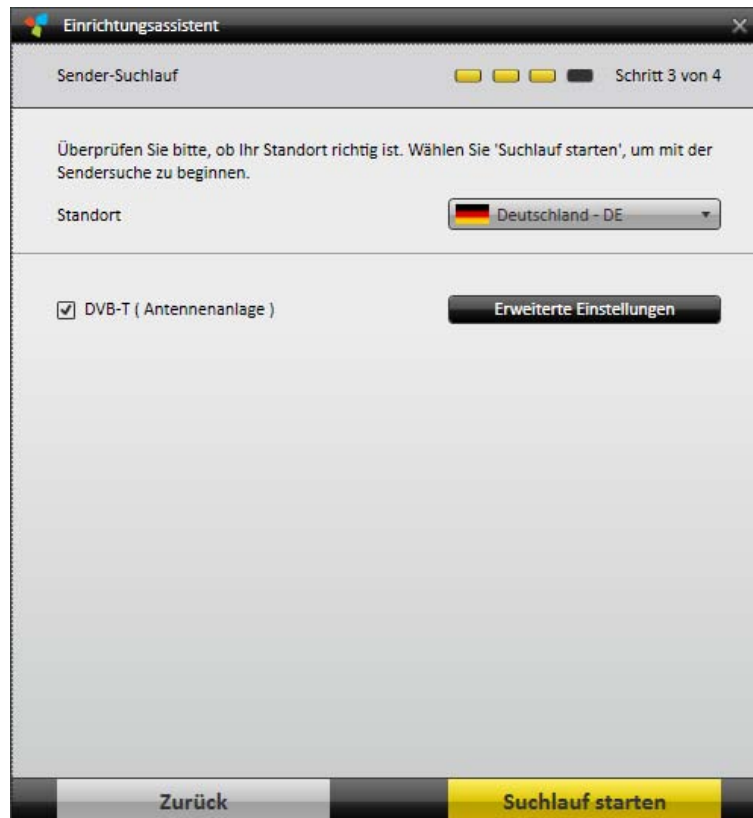 Einrichtungsassistent
Sender-Suchlauf
Schritt 3 von 4
Überprüfen Sie bitte, ob Ihr Standort richtig ist. Wählen Sie 'Suchlauf starten', um mit der
Sendersuche zu beginnen.
Standort
Deutschland - DE
DVB-T ( Antennenanlage )
Erweiterte Einstellungen
Zurück
Suchlauf starten